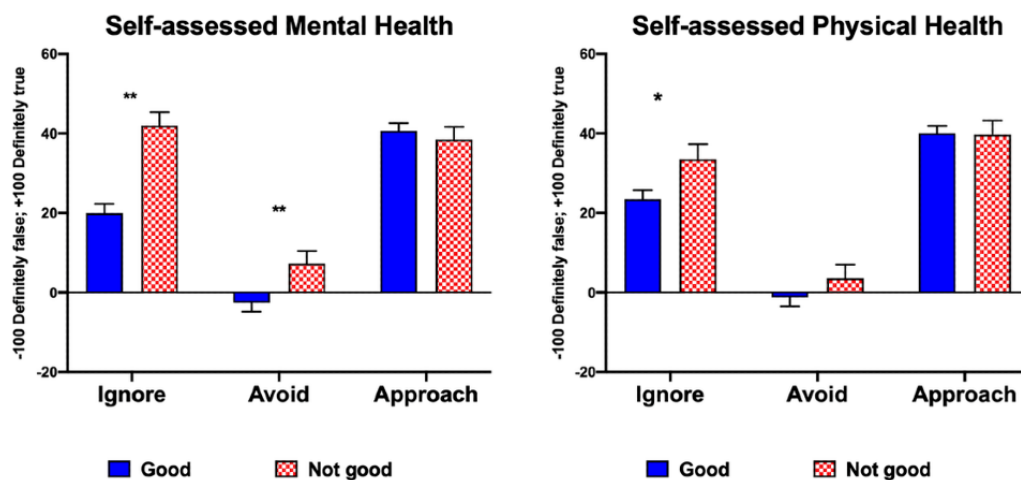 Self-assessed Mental Health
-100 Definitely false; +100 Definitely true
60
40
20
0
-20
**
**
Ignore
Avoid
Approach
Good
Not good
Self-assessed Physical Health
-100 Definitely false; +100 Definitely true
60
40
20
0
-20
*
Ignore
Avoid
Approach
Good
Not good